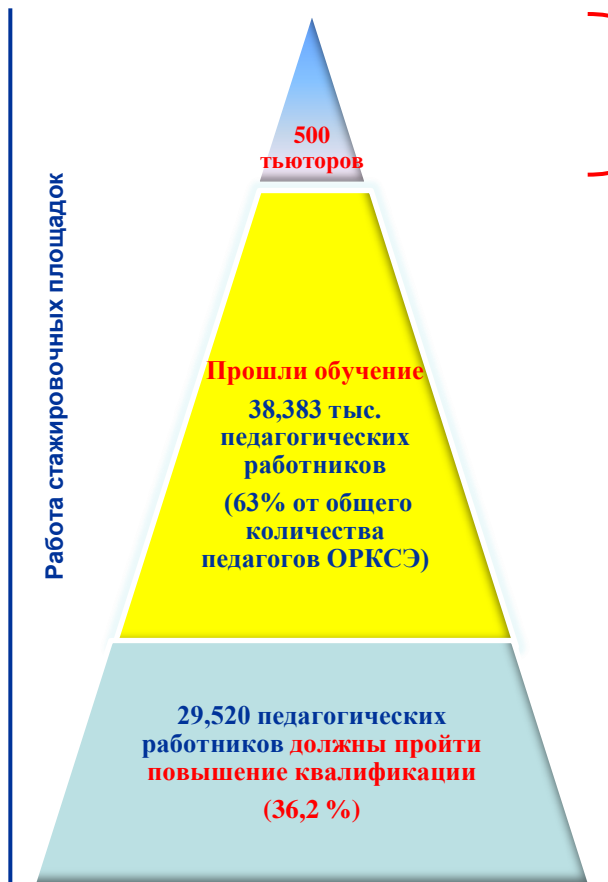 Работа стажировочных площадок
500
тьюторов
Прошли обучение
38,383 тыс.
педагогических
работников
(63% от общего
количества
педагогов ОРКСЭ)
29,520 педагогических
работников должны пройти
повышение квалификации
(36,2 %)